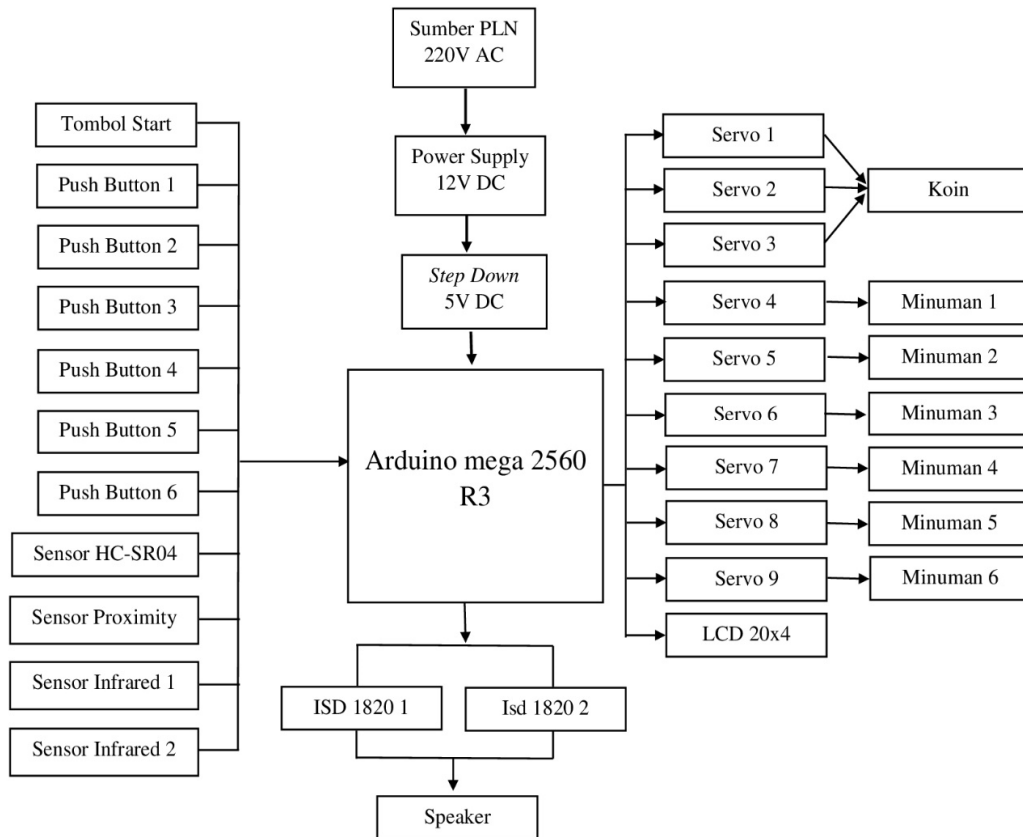 Sumber PLN
220V AC
Power Supply
12V DC
Step Down
5V DC
Tombol Start
Push Button 1
Push Button 2
Push Button 3
Push Button 4
Push Button 5
Push Button 6
Sensor HC-SR04
Sensor Proximity
Sensor Infrared 1
Sensor Infrared 2
Arduino mega 2560
R3
ISD 1820 1
Isd 1820 2
Speaker
Servo 1
Servo 2
Servo 3
Servo 4
Servo 5
Servo 6
Servo 7
Servo 8
Servo 9
LCD 20x4
Koin
Minuman 1
Minuman 2
Minuman 3
Minuman 4
Minuman 5
Minuman 6